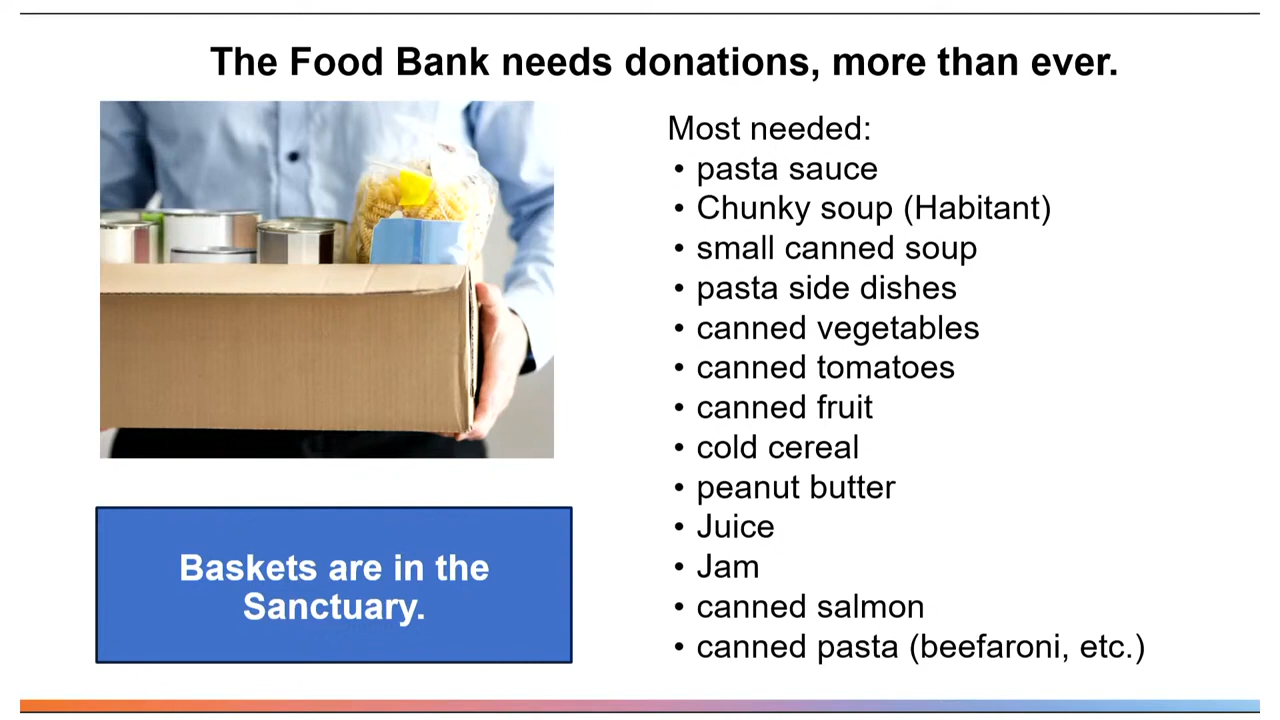 The Food Bank needs donations, more than ever.
Most needed:
• pasta sauce
• Chunky soup (Habitant)
• small canned soup
• pasta side dishes
• canned vegetables
• canned tomatoes
• canned fruit
• cold cereal
• peanut butter
• Juice
• Jam
• canned salmon
• canned pasta (beefaroni, etc.)
Baskets are in the
Sanctuary.